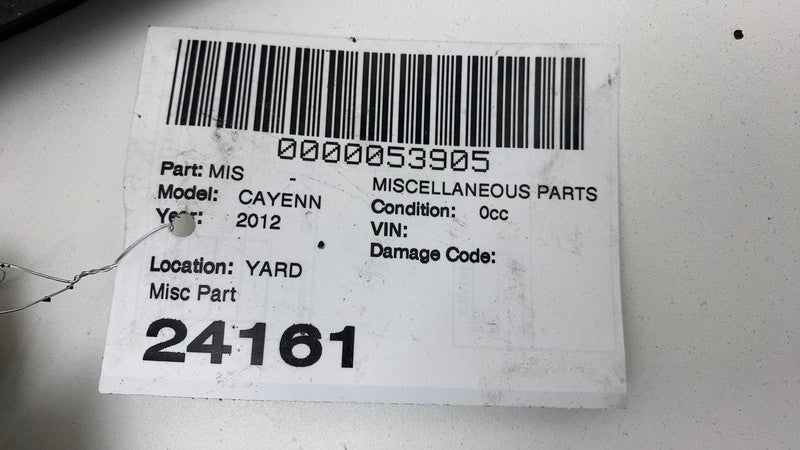 0000053905
Part: MIS - MISCELLANEOUS PARTS
Model: CAYENN Condition: 0cc
Year: 2012 VIN:
Damage Code:
Location: YARD
Misc Part
24161